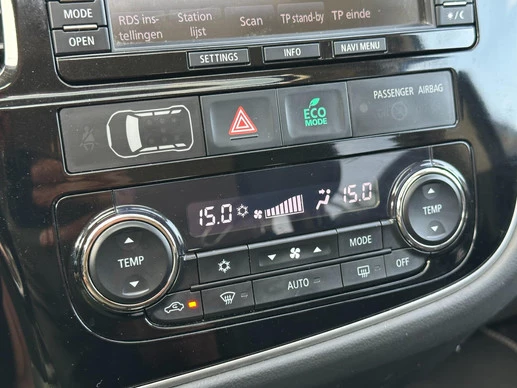 MODE
OPEN
RDS ins-
tellingen
Station
lijst
Scan
TP stand-by
TP einde
SETTINGS
INFO
NAVI MENU
ECO
MODE
PASSENGER AIRBAG
15.0
15.0
TEMP
MODE
AUTO
OFF
TEMP